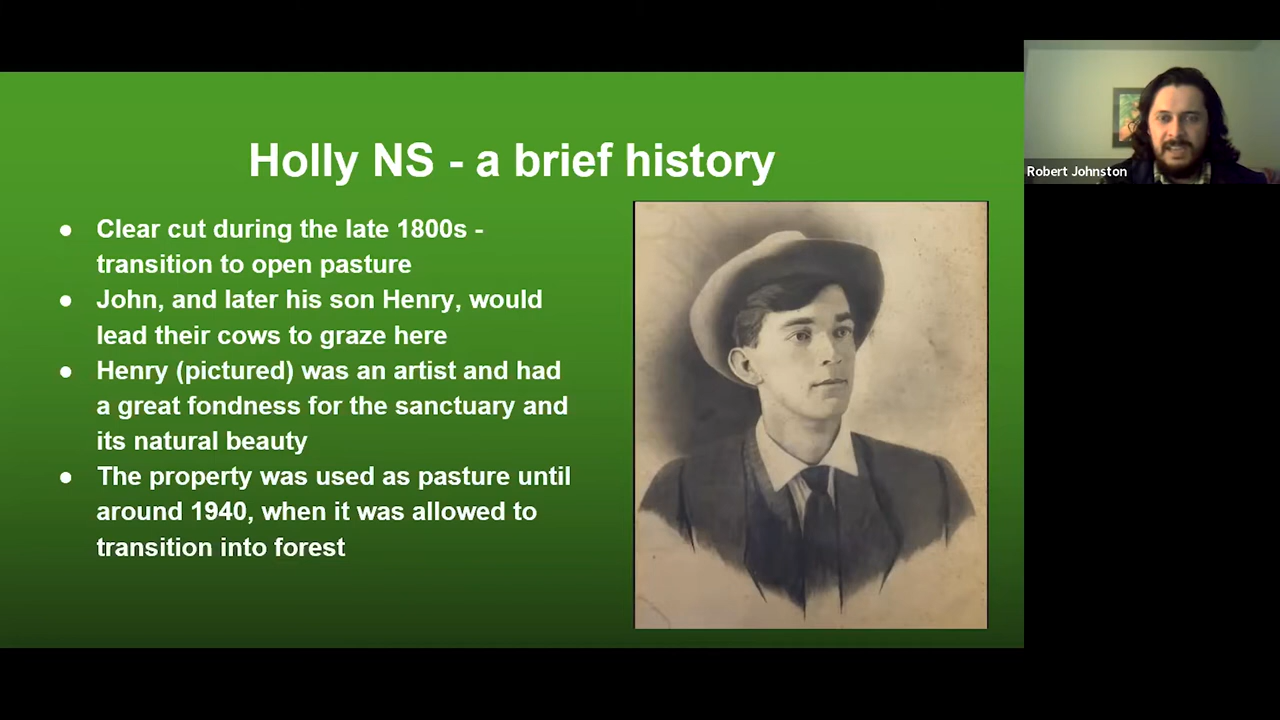 Holly NS - a brief history
● Clear cut during the late 1800s -
transition to open pasture
● John, and later his son Henry, would
lead their cows to graze here
● Henry (pictured) was an artist and had
a great fondness for the sanctuary and
its natural beauty
● The property was used as pasture until
around 1940, when it was allowed to
transition into forest
Robert Johnston